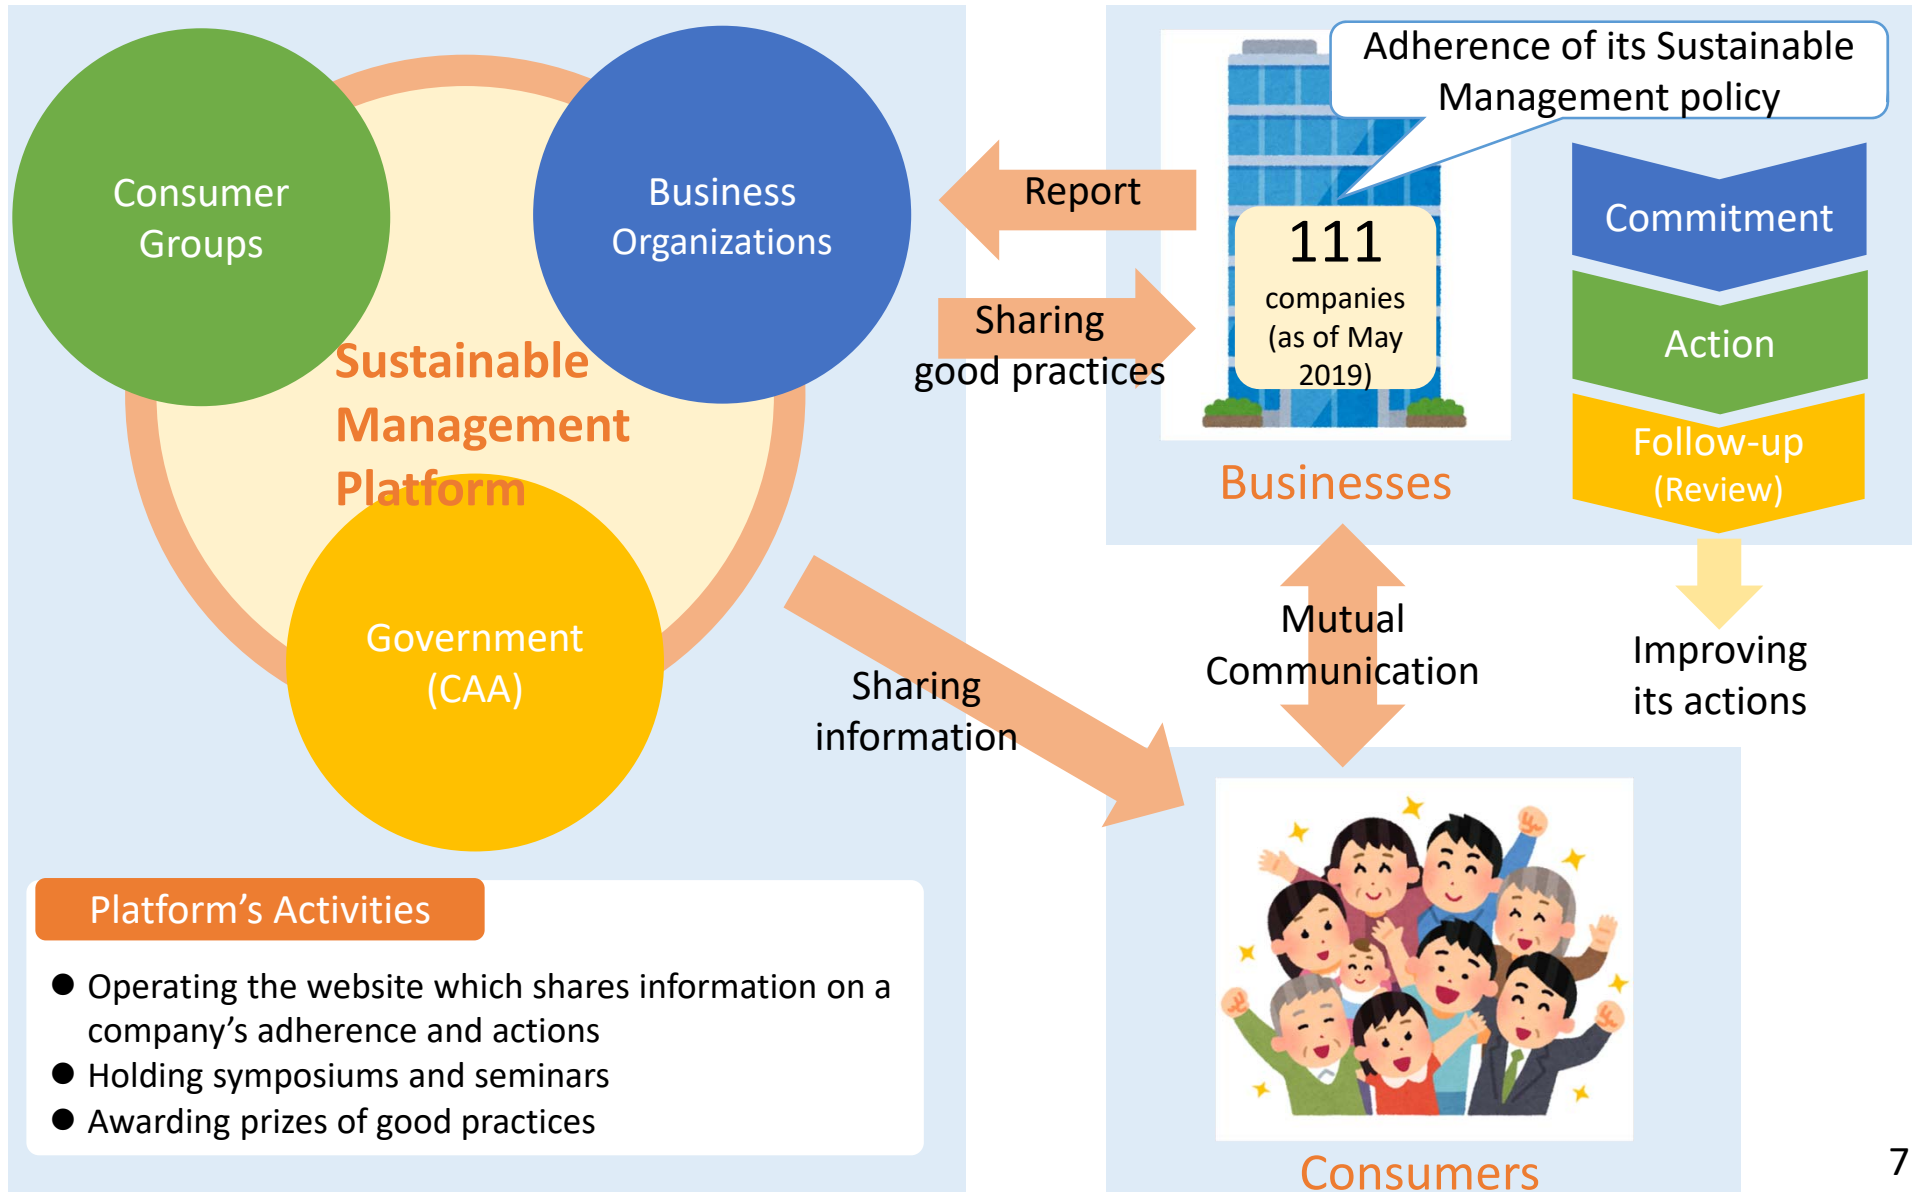 Consumer
Groups
Business
Organizations
Sustainable
Management
Platform
Government
(CAA)
Platform’s Activities
● Operating the website which shares information on a
company’s adherence and actions
● Holding symposiums and seminars
● Awarding prizes of good practices
Report
Sharing
good practices
Sharing
information
Adherence of its Sustainable
Management policy
111
companies
(as of May
2019)
Businesses
Commitment
Action
Follow-up
(Review)
Improving
its actions
Mutual
Communication
Consumers
7